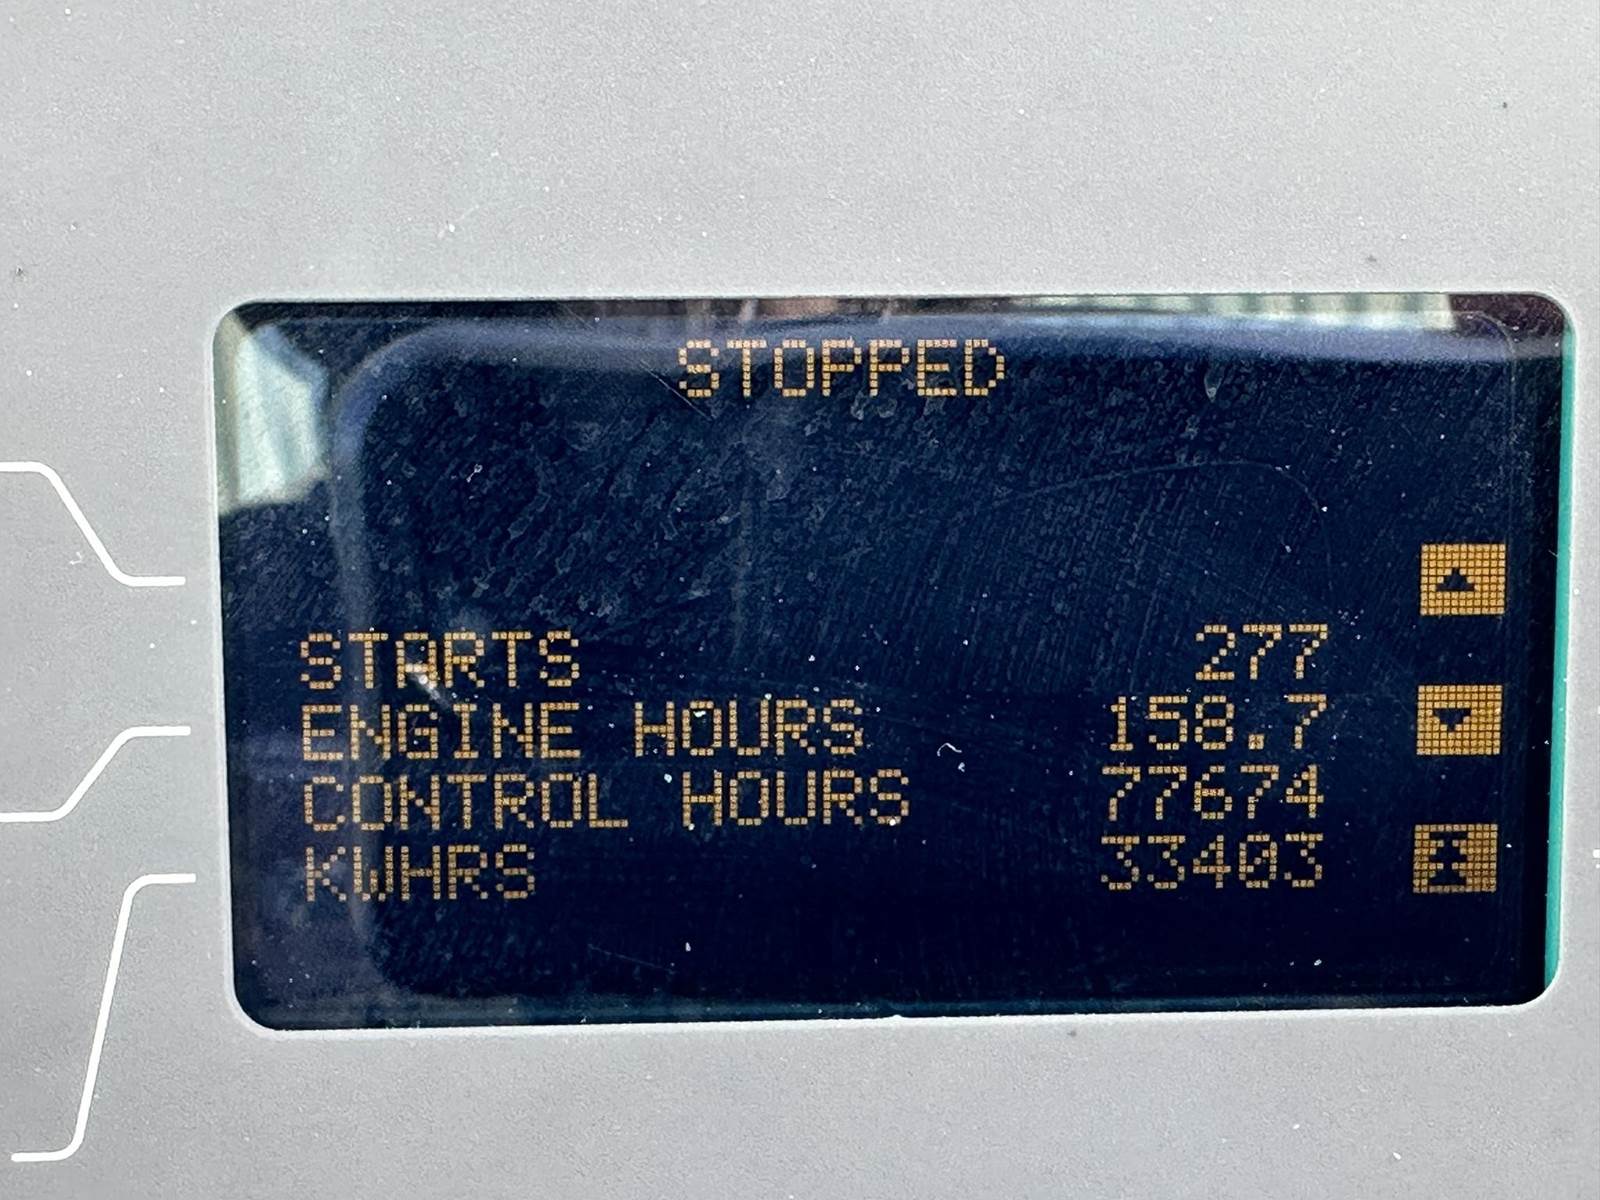 STOPPED
STARTS 277
ENGINE HOURS 158.7
CONTROL HOURS 77674
KWHRS 33403